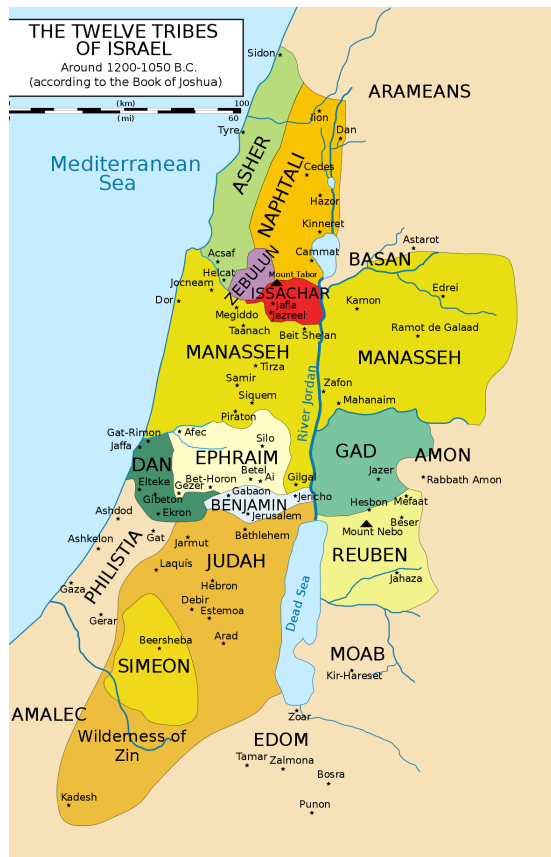 THE TWELVE TRIBES
OF ISRAEL
Around 1200-1050 B.C.
(according to the Book of Joshua)
(km) 100
(mi) 60
Sidon
ARAMEANS
Ilon
Tyre
Dan
Mediterranean
Sea
ASHER
NAPHTALI
Cedes
Hazor
Kinneret
Astarot
Acsaf
Cammat
BASAN
Helcat
ZEBULUN
Mount Tabor
Jocneam
ISSACHAR
Edrei
Dor
Jafia
Kamon
Megiddo
Jezreel
Taanach
Beit She'an
Ramot de Galaad
MANASSEH
MANASSEH
Tirza
River Jordan
Samir
Zafon
Siquem
Mahanaim
Piraton
Gat-Rimon
Afec
Jaffa
Silo
GAD
AMON
DAN
EPHRAIM
Betel
Jazer
Elteke
Bet-Horon
Ai
Gilgal
Rabbath Amon
Gezer
Gabaon
Gibeton
Jericho
Mefaat
BENJAMIN
Hesbon
Ashdod
Ekron
Jerusalem
Beser
Gat
Bethlehem
Mount Nebo
Ashkelon
Jarmut
PHILISTIA
JUDAH
REUBEN
Laquís
Jahaza
Gaza
Hebron
Dead Sea
Debir
Estemoa
Gerar
Arad
Beersheba
MOAB
SIMEON
Kir-Hareset
AMALEC
Zoar
Wilderness of
Zin
EDOM
Tamar
Zalmona
Bosra
Kadesh
Punon